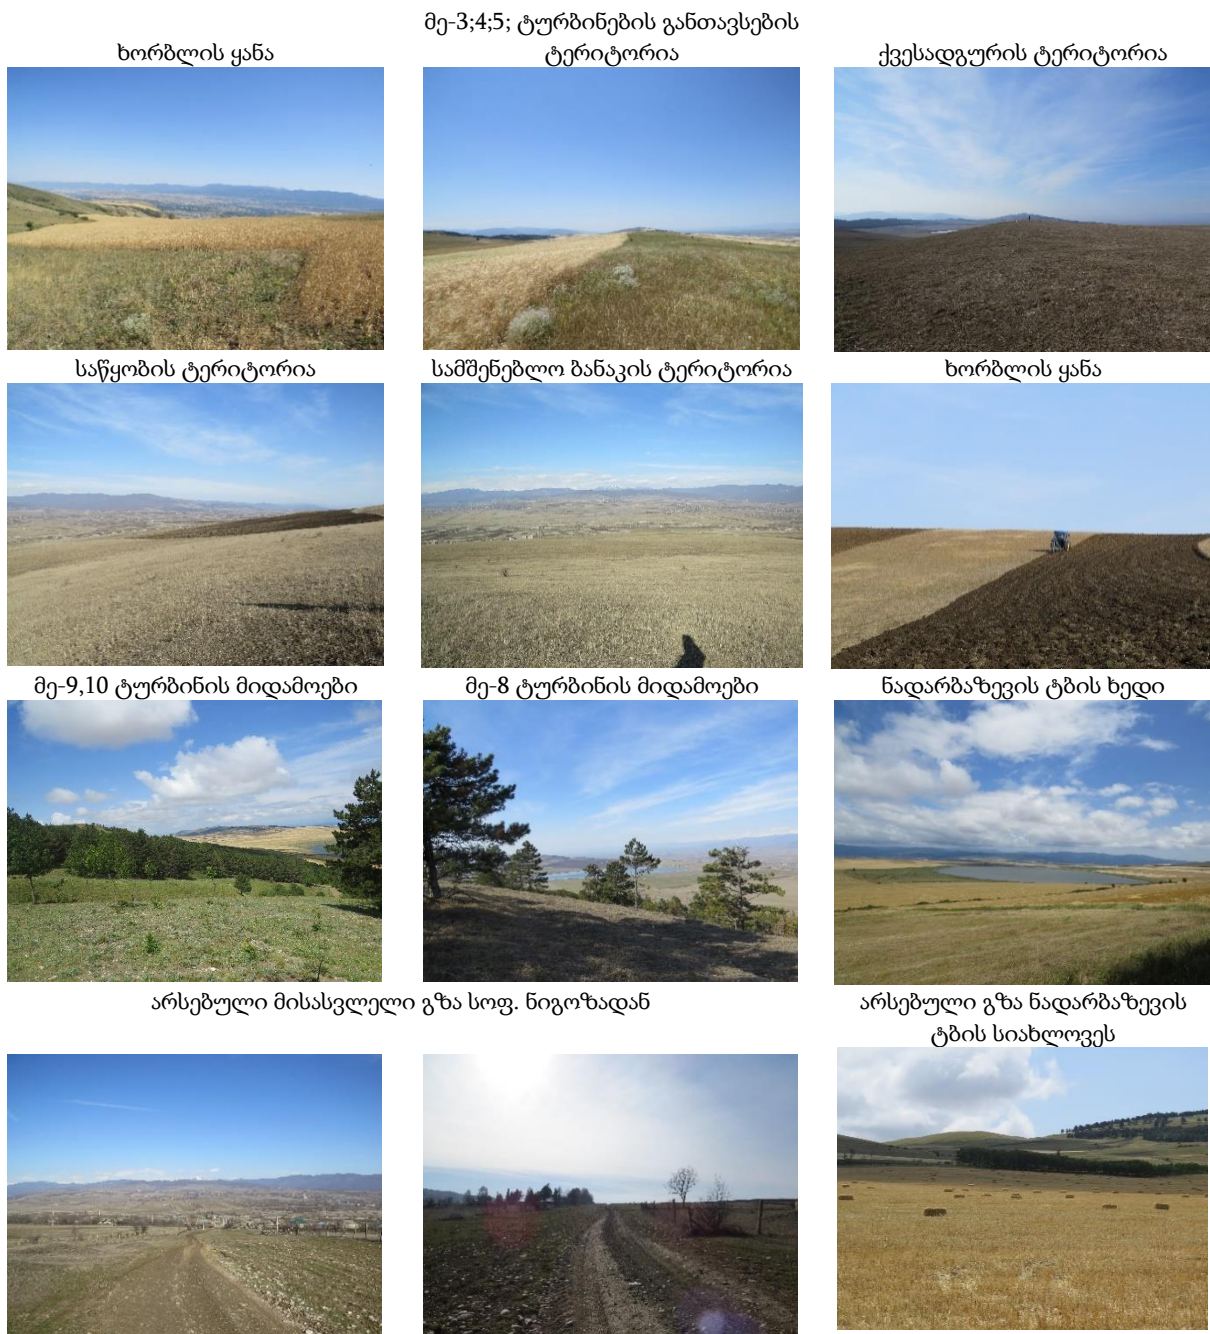 ხორბლის ყანა
მე-3;4;5; ტურბინების განთავსების
ტერიტორია
ქვესადგურის ტერიტორია
საწყობის ტერიტორია
სამშენებლო ბანაკის ტერიტორია
ხორბლის ყანა
მე-9,10 ტურბინის მიდამოები
მე-8 ტურბინის მიდამოები
ნადარბაზევის ტბის ხედი
არსებული მისასვლელი გზა სოფ. ნიგოზადან
არსებული გზა ნადარბაზევის
ტბის სიახლოვეს